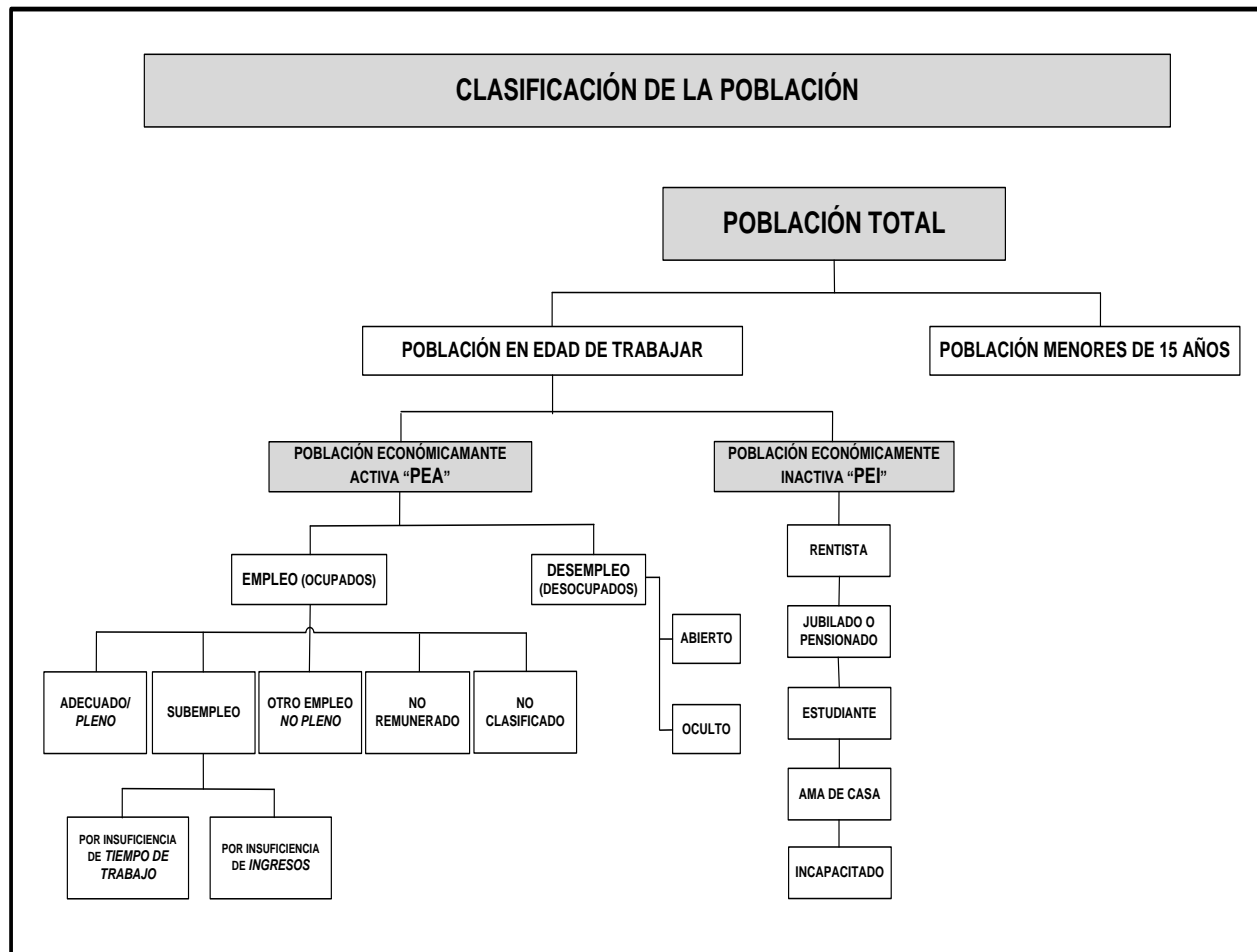 CLASIFICACIÓN DE LA POBLACIÓN
POBLACIÓN TOTAL
POBLACIÓN EN EDAD DE TRABAJAR
POBLACIÓN MENORES DE 15 AÑOS
POBLACIÓN ECONÓMICAMANTE
ACTIVA “PEA”
POBLACIÓN ECONÓMICAMENTE
INACTIVA “PEI”
EMPLEO (OCUPADOS)
DESEMPLEO
(DESOCUPADOS)
RENTISTA
JUBILADO O
PENSIONADO
ABIERTO
ADECUADO/
PLENO
SUBEMPLEO
OTRO EMPLEO
NO PLENO
NO
REMUNERADO
NO
CLASIFICADO
OCULTO
ESTUDIANTE
AMA DE CASA
POR INSUFICIENCIA
DE TIEMPO DE
TRABAJO
POR INSUFICIENCIA
DE INGRESOS
INCAPACITADO